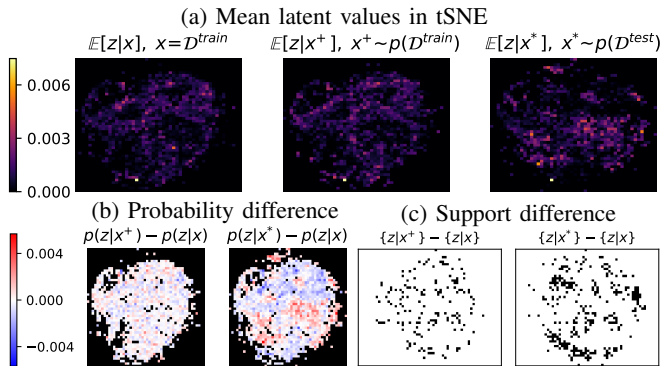 (a) Mean latent values in tSNE
𝔼[z|x], x=𝒟^train   𝔼[z|x⁺], x⁺~p(𝒟^train)   𝔼[z|x*], x*~p(𝒟^test)
0.006
0.003
0.000
(b) Probability difference   (c) Support difference
p(z|x⁺) − p(z|x)   p(z|x*) − p(z|x)   {z|x⁺} − {z|x}   {z|x*} − {z|x}
0.004
0.000
−0.004